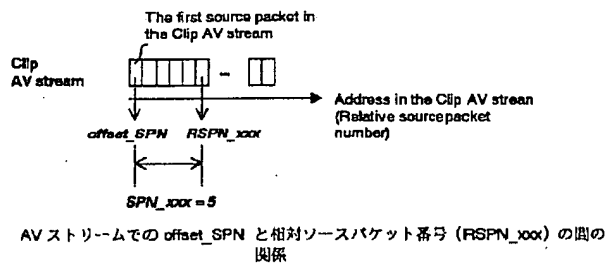 The first source packet in
the Clip AV stream
Clip
AV stream
Address in the Clip AV strean
(Relative sourcepacket
number)
offset_SPN RSPN_xxx
SPN_xxx = 5
AV ストリームでの offset_SPN と相対ソースパケット番号（RSPN_xxx）の間の
関係